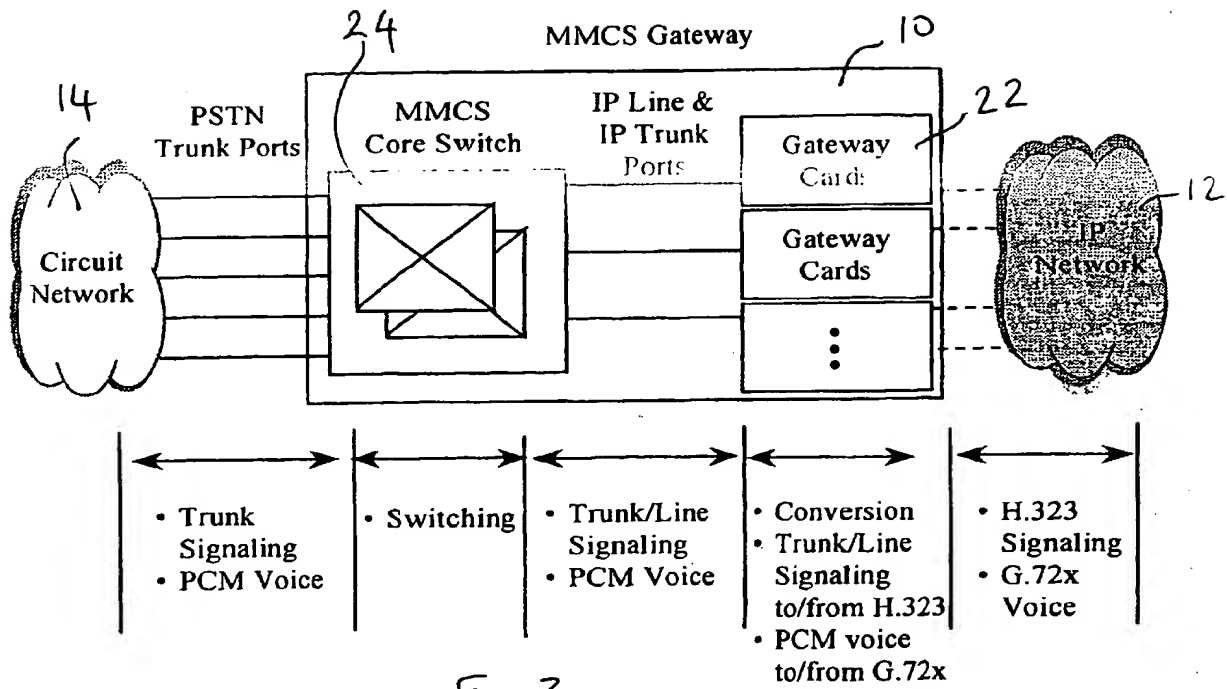 MMCS Gateway
10
24
14
PSTN
Trunk Ports
MMCS
Core Switch
IP Line &
IP Trunk
Ports
22
Gateway
Cards
Gateway
Cards
Circuit
Network
12
IP
Network
• Trunk
Signaling
• PCM Voice
• Switching
• Trunk/Line
Signaling
• PCM Voice
• Conversion
• Trunk/Line
Signaling
to/from H.323
• PCM voice
to/from G.72x
• H.323
Signaling
• G.72x
Voice